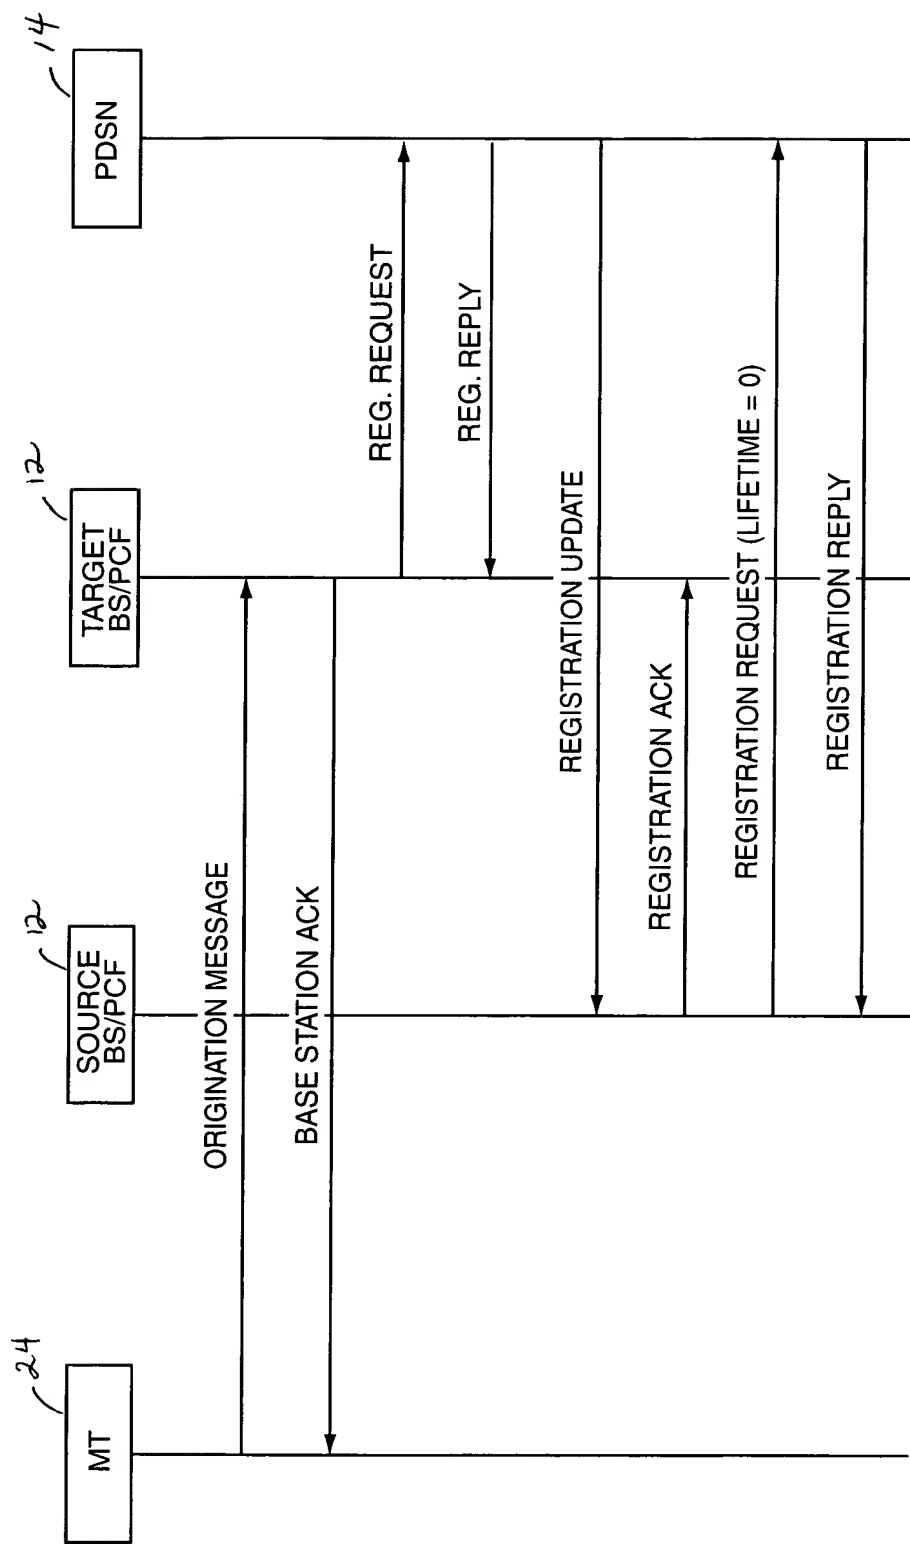 MT
24
SOURCE
BS/PCF
12
TARGET
BS/PCF
12
PDSN
14
ORIGINATION MESSAGE
BASE STATION ACK
REG. REQUEST
REG. REPLY
REGISTRATION UPDATE
REGISTRATION ACK
REGISTRATION REQUEST (LIFETIME = 0)
REGISTRATION REPLY